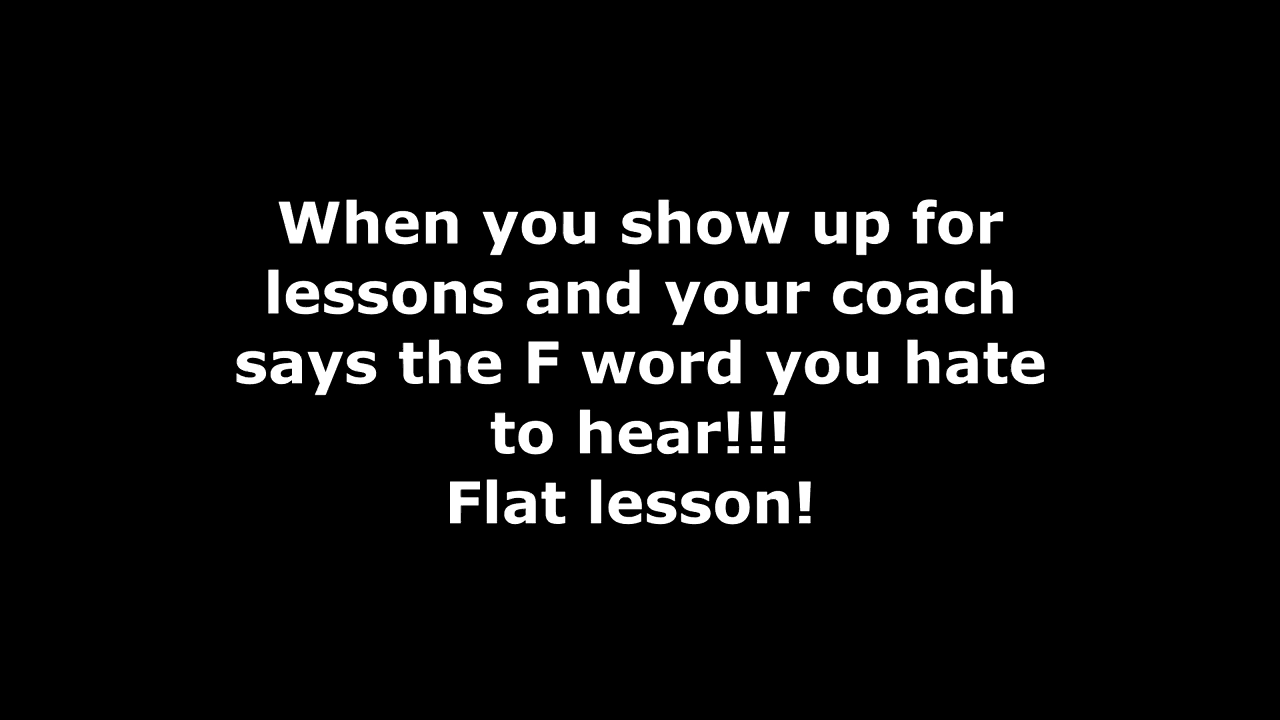 When you show up for
lessons and your coach
says the F word you hate
to hear!!!
Flat lesson!